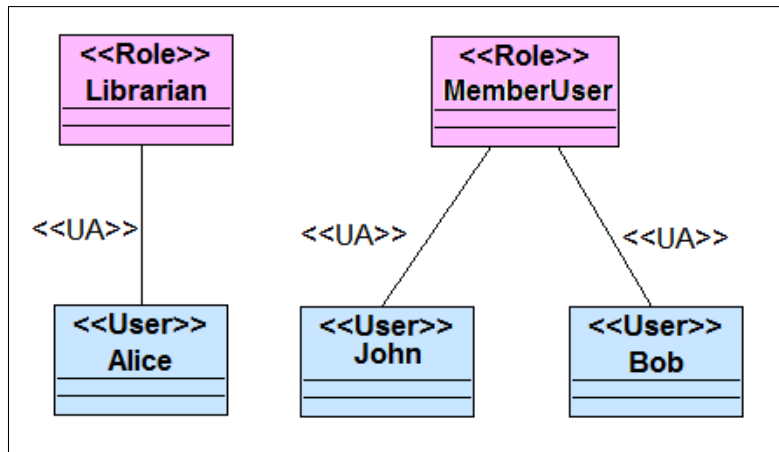 <<Role>>
Librarian
<<Role>>
MemberUser
<<UA>>
<<UA>>
<<UA>>
<<User>>
Alice
<<User>>
John
<<User>>
Bob